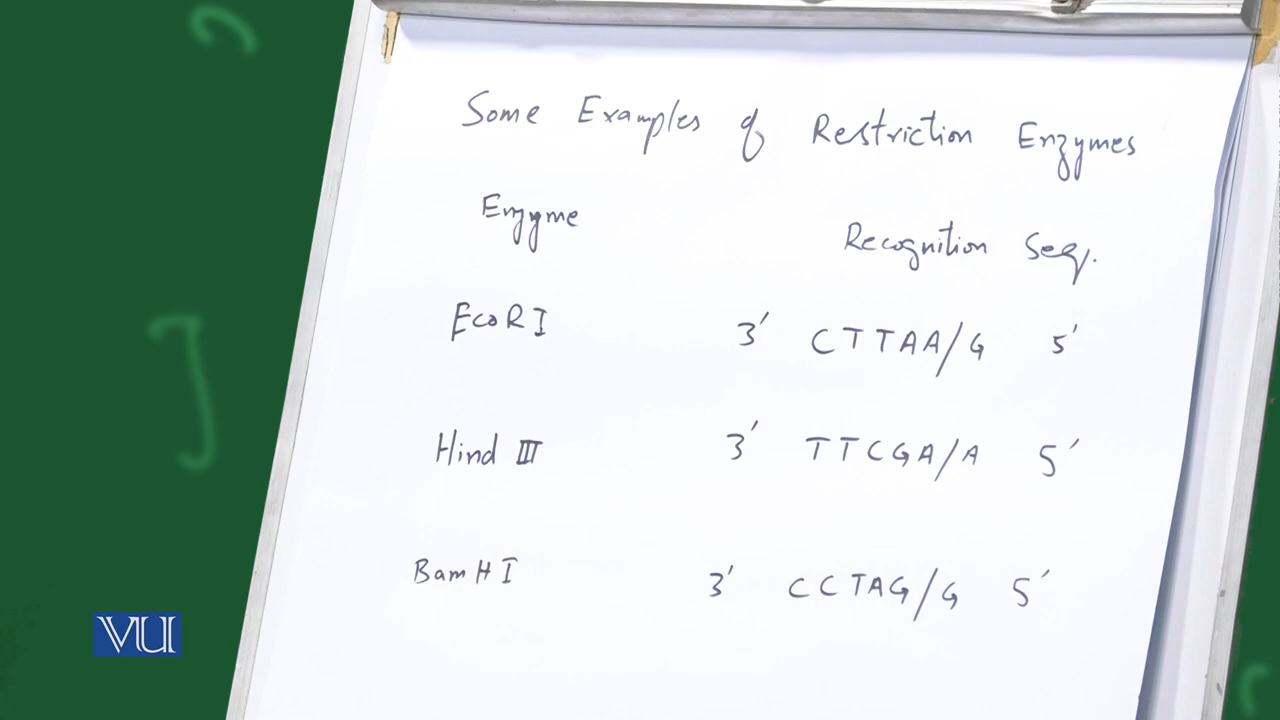 Some Examples of Restriction Enzymes
Enzyme Recognition Seq.
EcoRI 3' CTTAA/G 5'
Hind III 3' TTCGA/A 5'
BamHI 3' CCTAG/G 5'
VU